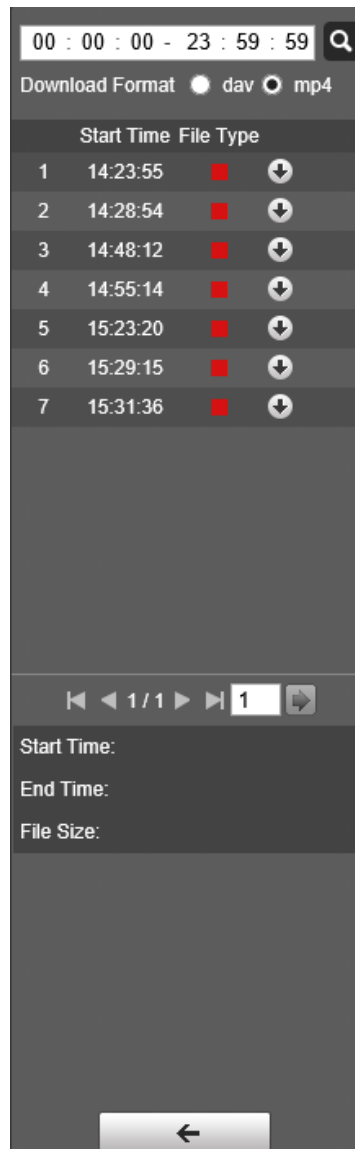 00 : 00 : 00 - 23 : 59 : 59
Download Format dav mp4
Start Time File Type
1 14:23:55
2 14:28:54
3 14:48:12
4 14:55:14
5 15:23:20
6 15:29:15
7 15:31:36
1 / 1 1
Start Time:
End Time:
File Size: